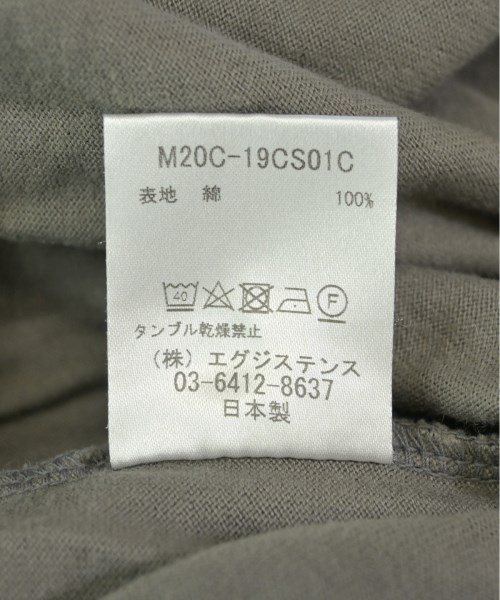 M20C-19CS01C
表地 綿 100%
40 F
タンブル乾燥禁止
(株) エグジステンス
03-6412-8637
日本製